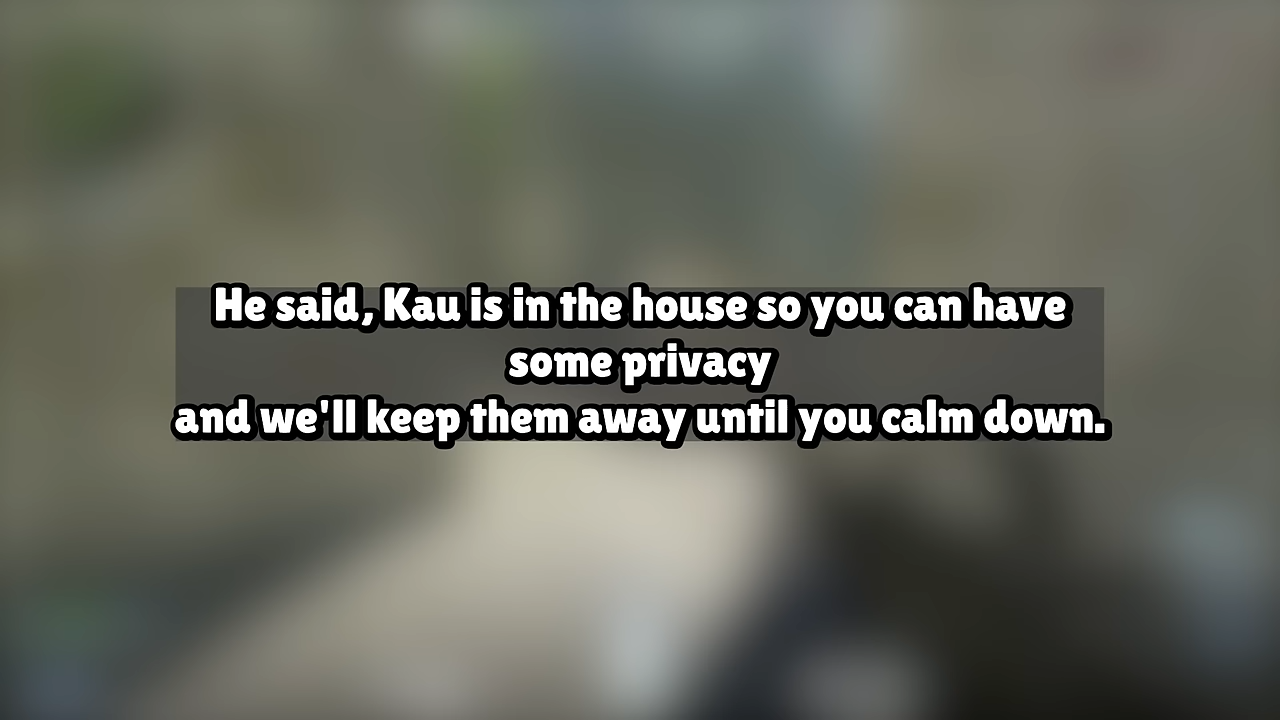 He said, Kau is in the house so you can have
some privacy
and we'll keep them away until you calm down.